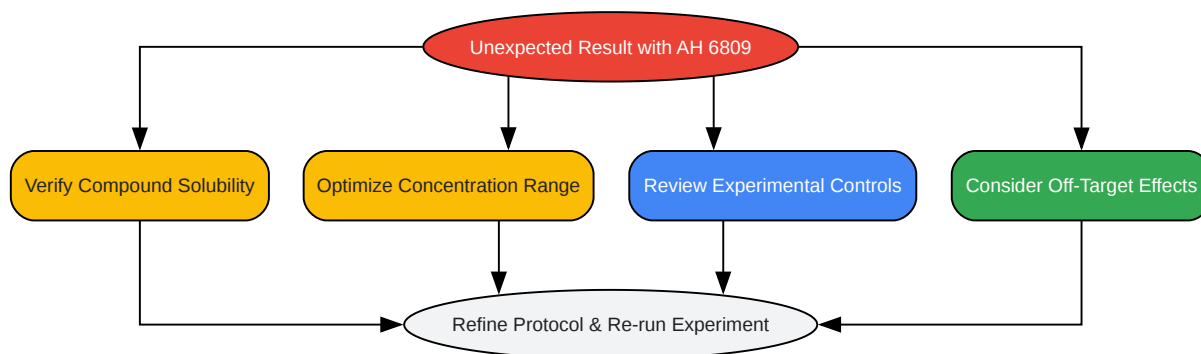 Unexpected Result with AH 6809
Verify Compound Solubility
Optimize Concentration Range
Review Experimental Controls
Consider Off-Target Effects
Refine Protocol & Re-run Experiment